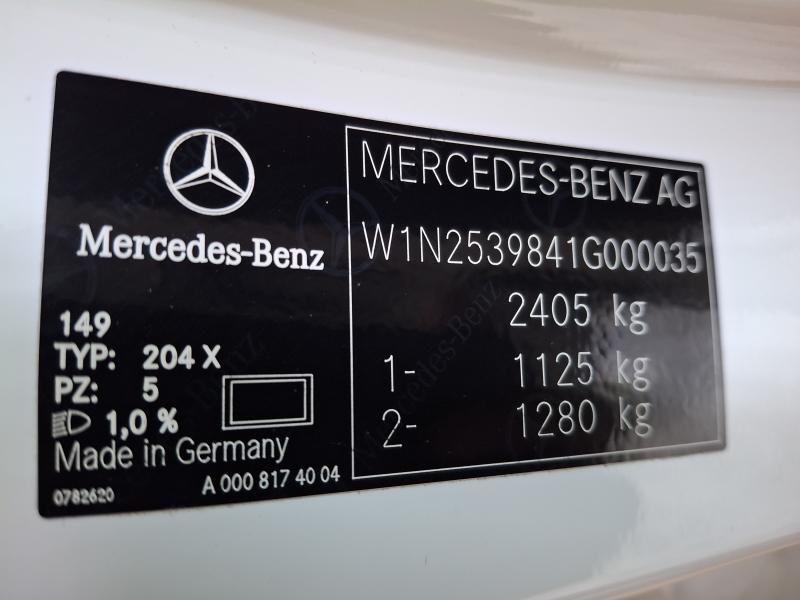 Mercedes-Benz
149
TYP: 204 X
PZ: 5
1,0 %
Made in Germany
0782620 A 000 817 40 04
MERCEDES-BENZ AG
W1N2539841G000035
2405 kg
1- 1125 kg
2- 1280 kg